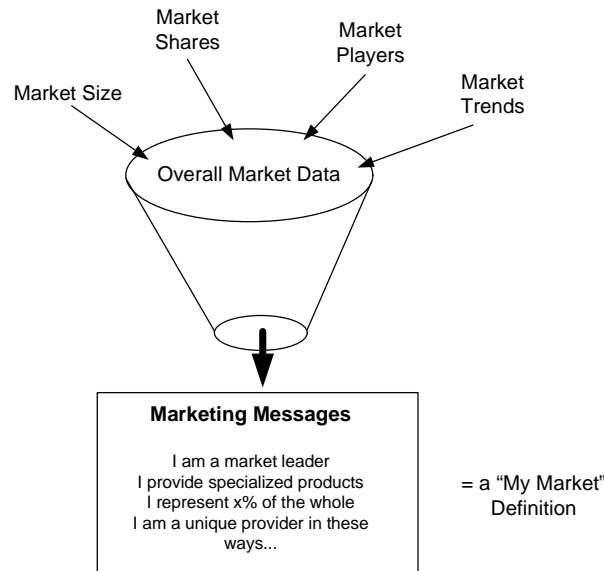 Market
Shares
Market
Players
Market Size
Market
Trends
Overall Market Data
Marketing Messages
I am a market leader
I provide specialized products
I represent x% of the whole
I am a unique provider in these
ways...
= a “My Market”
Definition